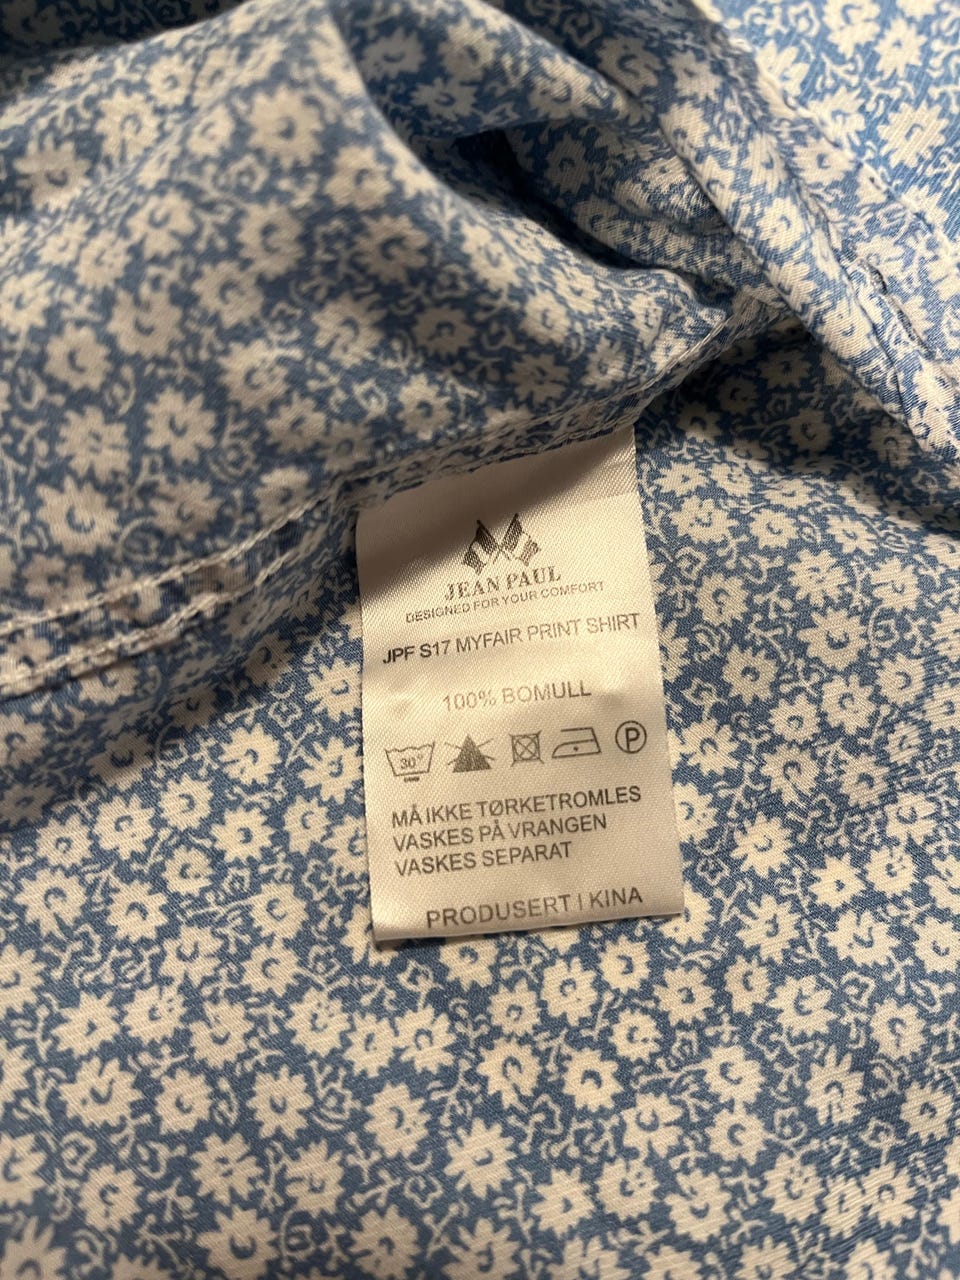 JEAN PAUL
DESIGNED FOR YOUR COMFORT
JPF S17 MYFAIR PRINT SHIRT
100% BOMULL
30° P
MÅ IKKE TØRKETROMLES
VASKES PÅ VRANGEN
VASKES SEPARAT
PRODUSERT I KINA